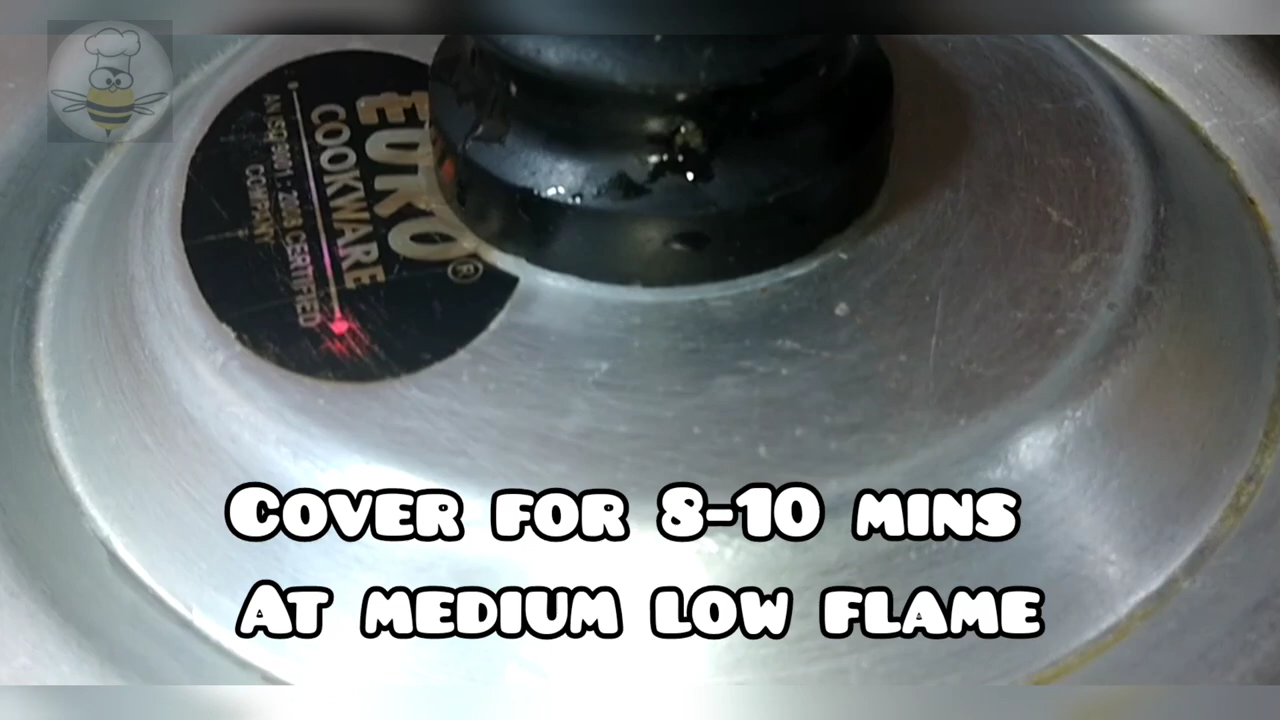 EURO®
COOKWARE
AN ISO 9001 : 2008 CERTIFIED
COMPANY
COVER FOR 8-10 MINS
AT MEDIUM LOW FLAME